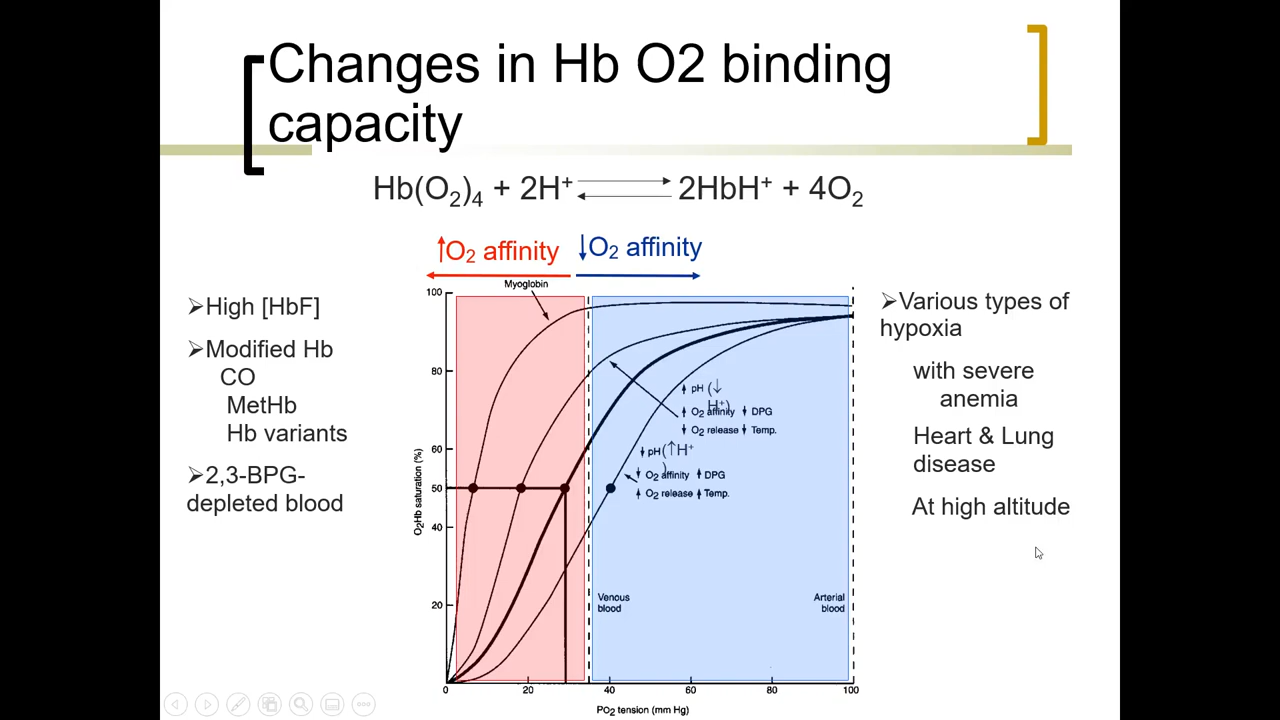 Changes in Hb O2 binding
capacity
Hb(O₂)₄ + 2H⁺ ⇌ 2HbH⁺ + 4O₂
↑O₂ affinity
↓O₂ affinity
➢High [HbF]
➢Modified Hb
CO
MetHb
Hb variants
➢2,3-BPG-
depleted blood
Myoglobin
100
80
60
50
40
20
O₂Hb saturation (%)
↑ pH (↓
H⁺)
↑ O₂ affinity ↓ DPG
↓ O₂ release ↓ Temp.
↓ pH (↑H⁺
)
↓ O₂ affinity ↑ DPG
↑ O₂ release ↑ Temp.
Venous
blood
Arterial
blood
0 20 40 60 80 100
PO₂ tension (mm Hg)
➢Various types of
hypoxia
with severe
anemia
Heart & Lung
disease
At high altitude